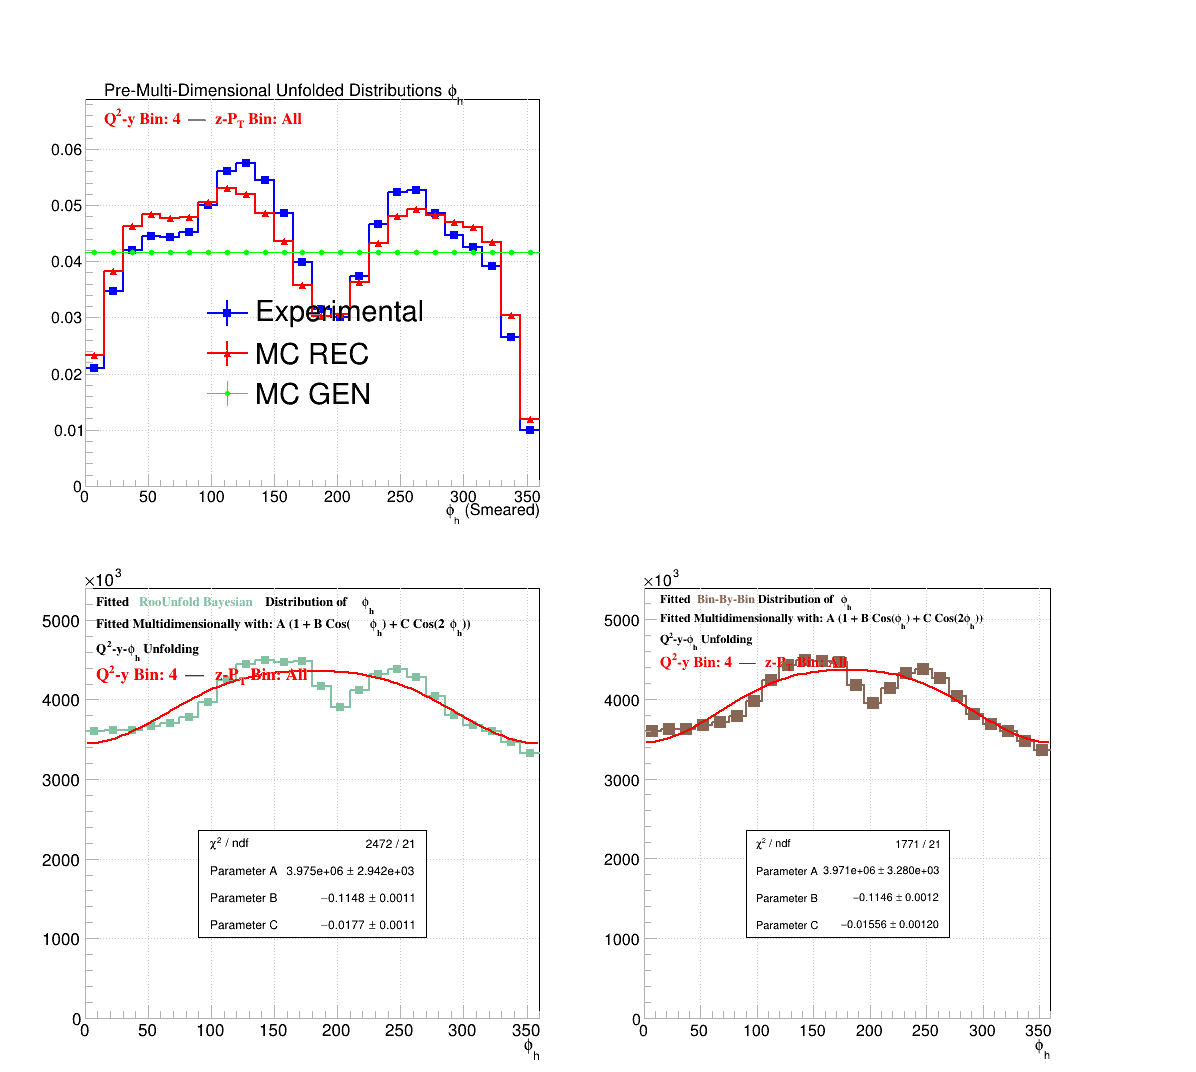 Pre-Multi-Dimensional Unfolded Distributions ϕh
Q²-y Bin: 4 — z-PT Bin: All
0.06
0.05
0.04
0.03
0.02
0.01
0
Experimental
MC REC
MC GEN
0 50 100 150 200 250 300 350
ϕh (Smeared)
×10³
Fitted RooUnfold Bayesian Distribution of ϕh
Fitted Multidimensionally with: A (1 + B Cos( ϕh) + C Cos(2 ϕh))
Q²-y-ϕh Unfolding
Q²-y Bin: 4 — z-PT Bin: All
5000
4000
3000
2000
1000
0
χ² / ndf 2472 / 21
Parameter A 3.975e+06 ± 2.942e+03
Parameter B −0.1148 ± 0.0011
Parameter C −0.0177 ± 0.0011
0 50 100 150 200 250 300 350
ϕh
×10³
Fitted Bin-By-Bin Distribution of ϕh
Fitted Multidimensionally with: A (1 + B Cos(ϕh) + C Cos(2ϕh))
Q²-y-ϕh Unfolding
Q²-y Bin: 4 — z-PT Bin: All
5000
4000
3000
2000
1000
0
χ² / ndf 1771 / 21
Parameter A 3.971e+06 ± 3.280e+03
Parameter B −0.1146 ± 0.0012
Parameter C −0.01556 ± 0.00120
0 50 100 150 200 250 300 350
ϕh